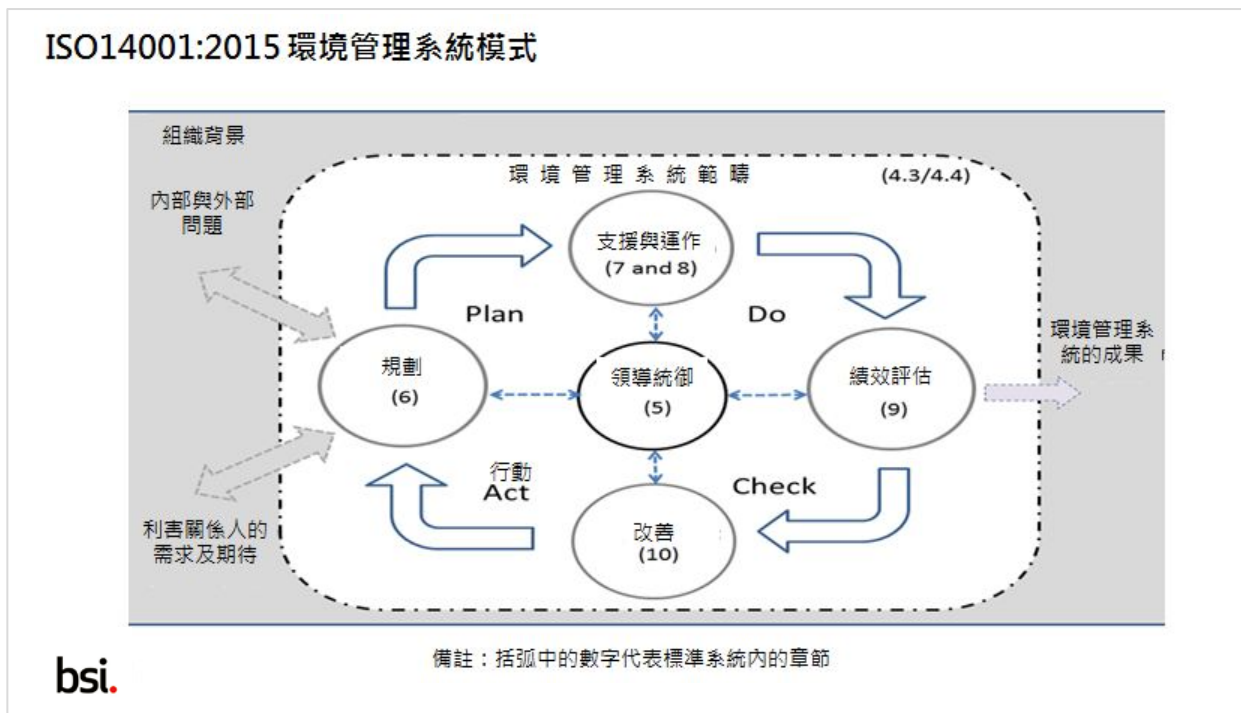 ISO14001:2015 環境管理系統模式
組織背景
環境管理系統範疇
(4.3/4.4)
內部與外部
問題
支援與運作
(7 and 8)
Plan
Do
規劃
(6)
領導統御
(5)
績效評估
(9)
環境管理系
統的成果
行動
Act
Check
改善
(10)
利害關係人的
需求及期待
備註：括弧中的數字代表標準系統內的章節
bsi.